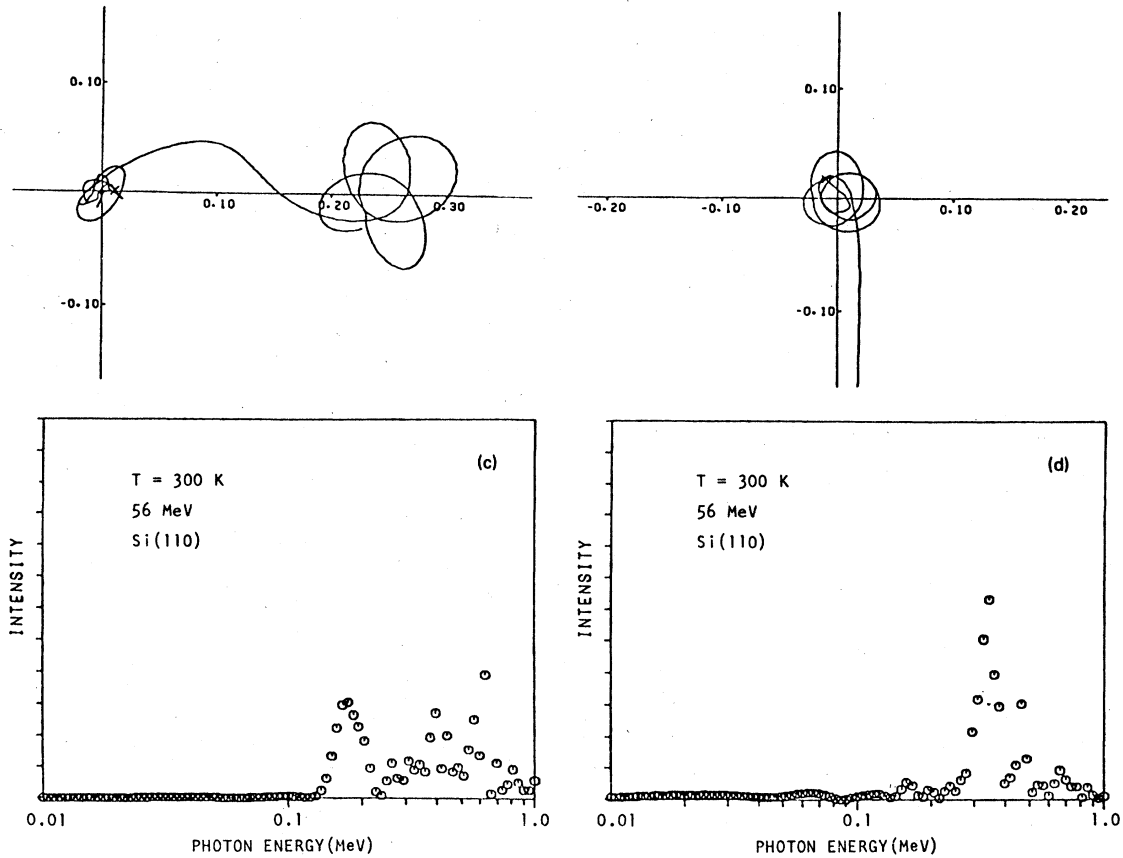 0.10
0.10
0.20
0.30
-0.10
0.10
-0.20
-0.10
0.10
0.20
-0.10
(c)
T = 300 K
56 MeV
Si(110)
INTENSITY
0.01
0.1
1.0
PHOTON ENERGY(MeV)
(d)
T = 300 K
56 MeV
Si(110)
INTENSITY
0.01
0.1
1.0
PHOTON ENERGY(MeV)